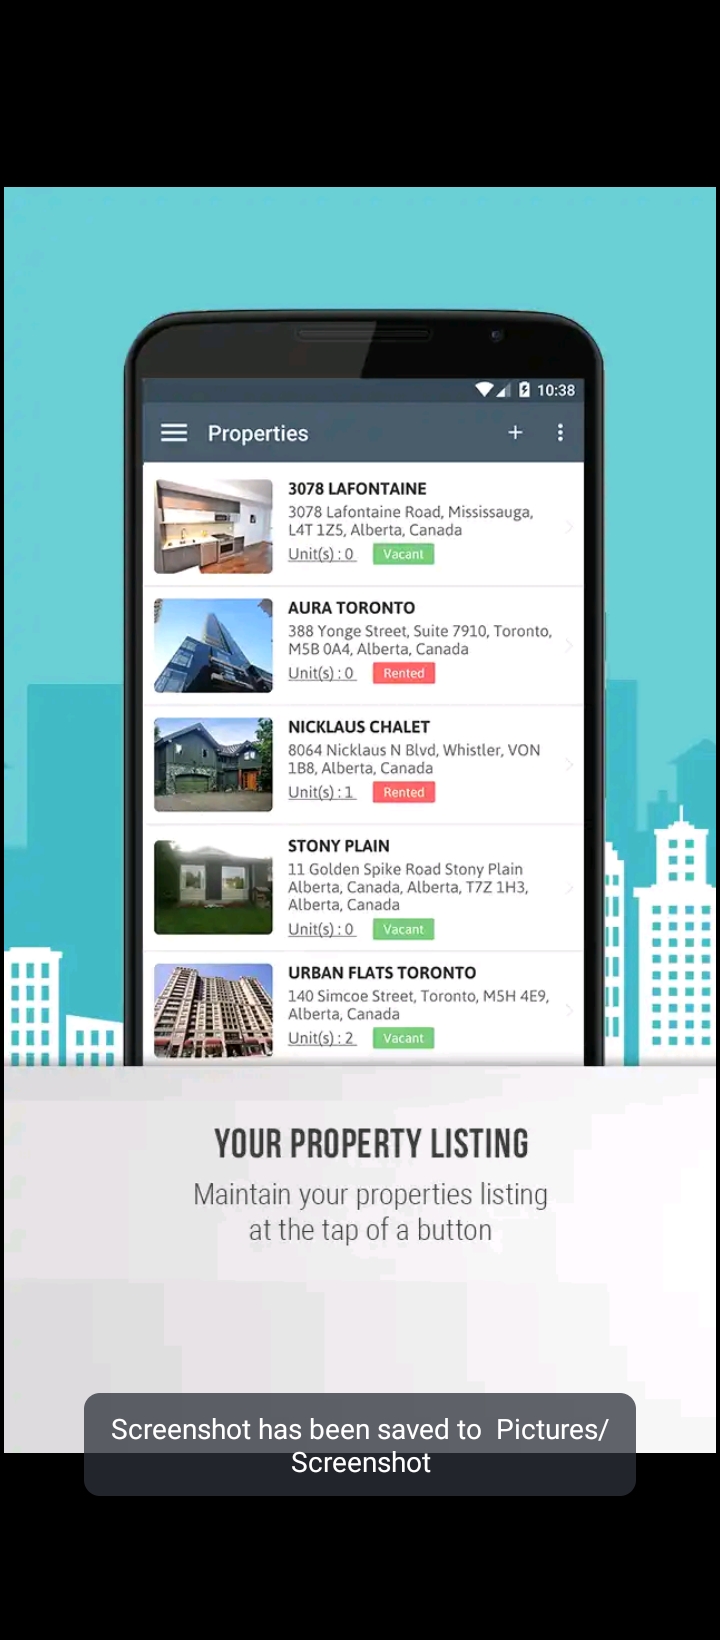 10:38
Properties
3078 LAFONTAINE
3078 Lafontaine Road, Mississauga,
L4T 1Z5, Alberta, Canada
Unit(s) : 0 Vacant
AURA TORONTO
388 Yonge Street, Suite 7910, Toronto,
M5B 0A4, Alberta, Canada
Unit(s) : 0 Rented
NICKLAUS CHALET
8064 Nicklaus N Blvd, Whistler, VON
1B8, Alberta, Canada
Unit(s) : 1 Rented
STONY PLAIN
11 Golden Spike Road Stony Plain
Alberta, Canada, Alberta, T7Z 1H3,
Alberta, Canada
Unit(s) : 0 Vacant
URBAN FLATS TORONTO
140 Simcoe Street, Toronto, M5H 4E9,
Alberta, Canada
Unit(s) : 2 Vacant
YOUR PROPERTY LISTING
Maintain your properties listing
at the tap of a button
Screenshot has been saved to Pictures/
Screenshot